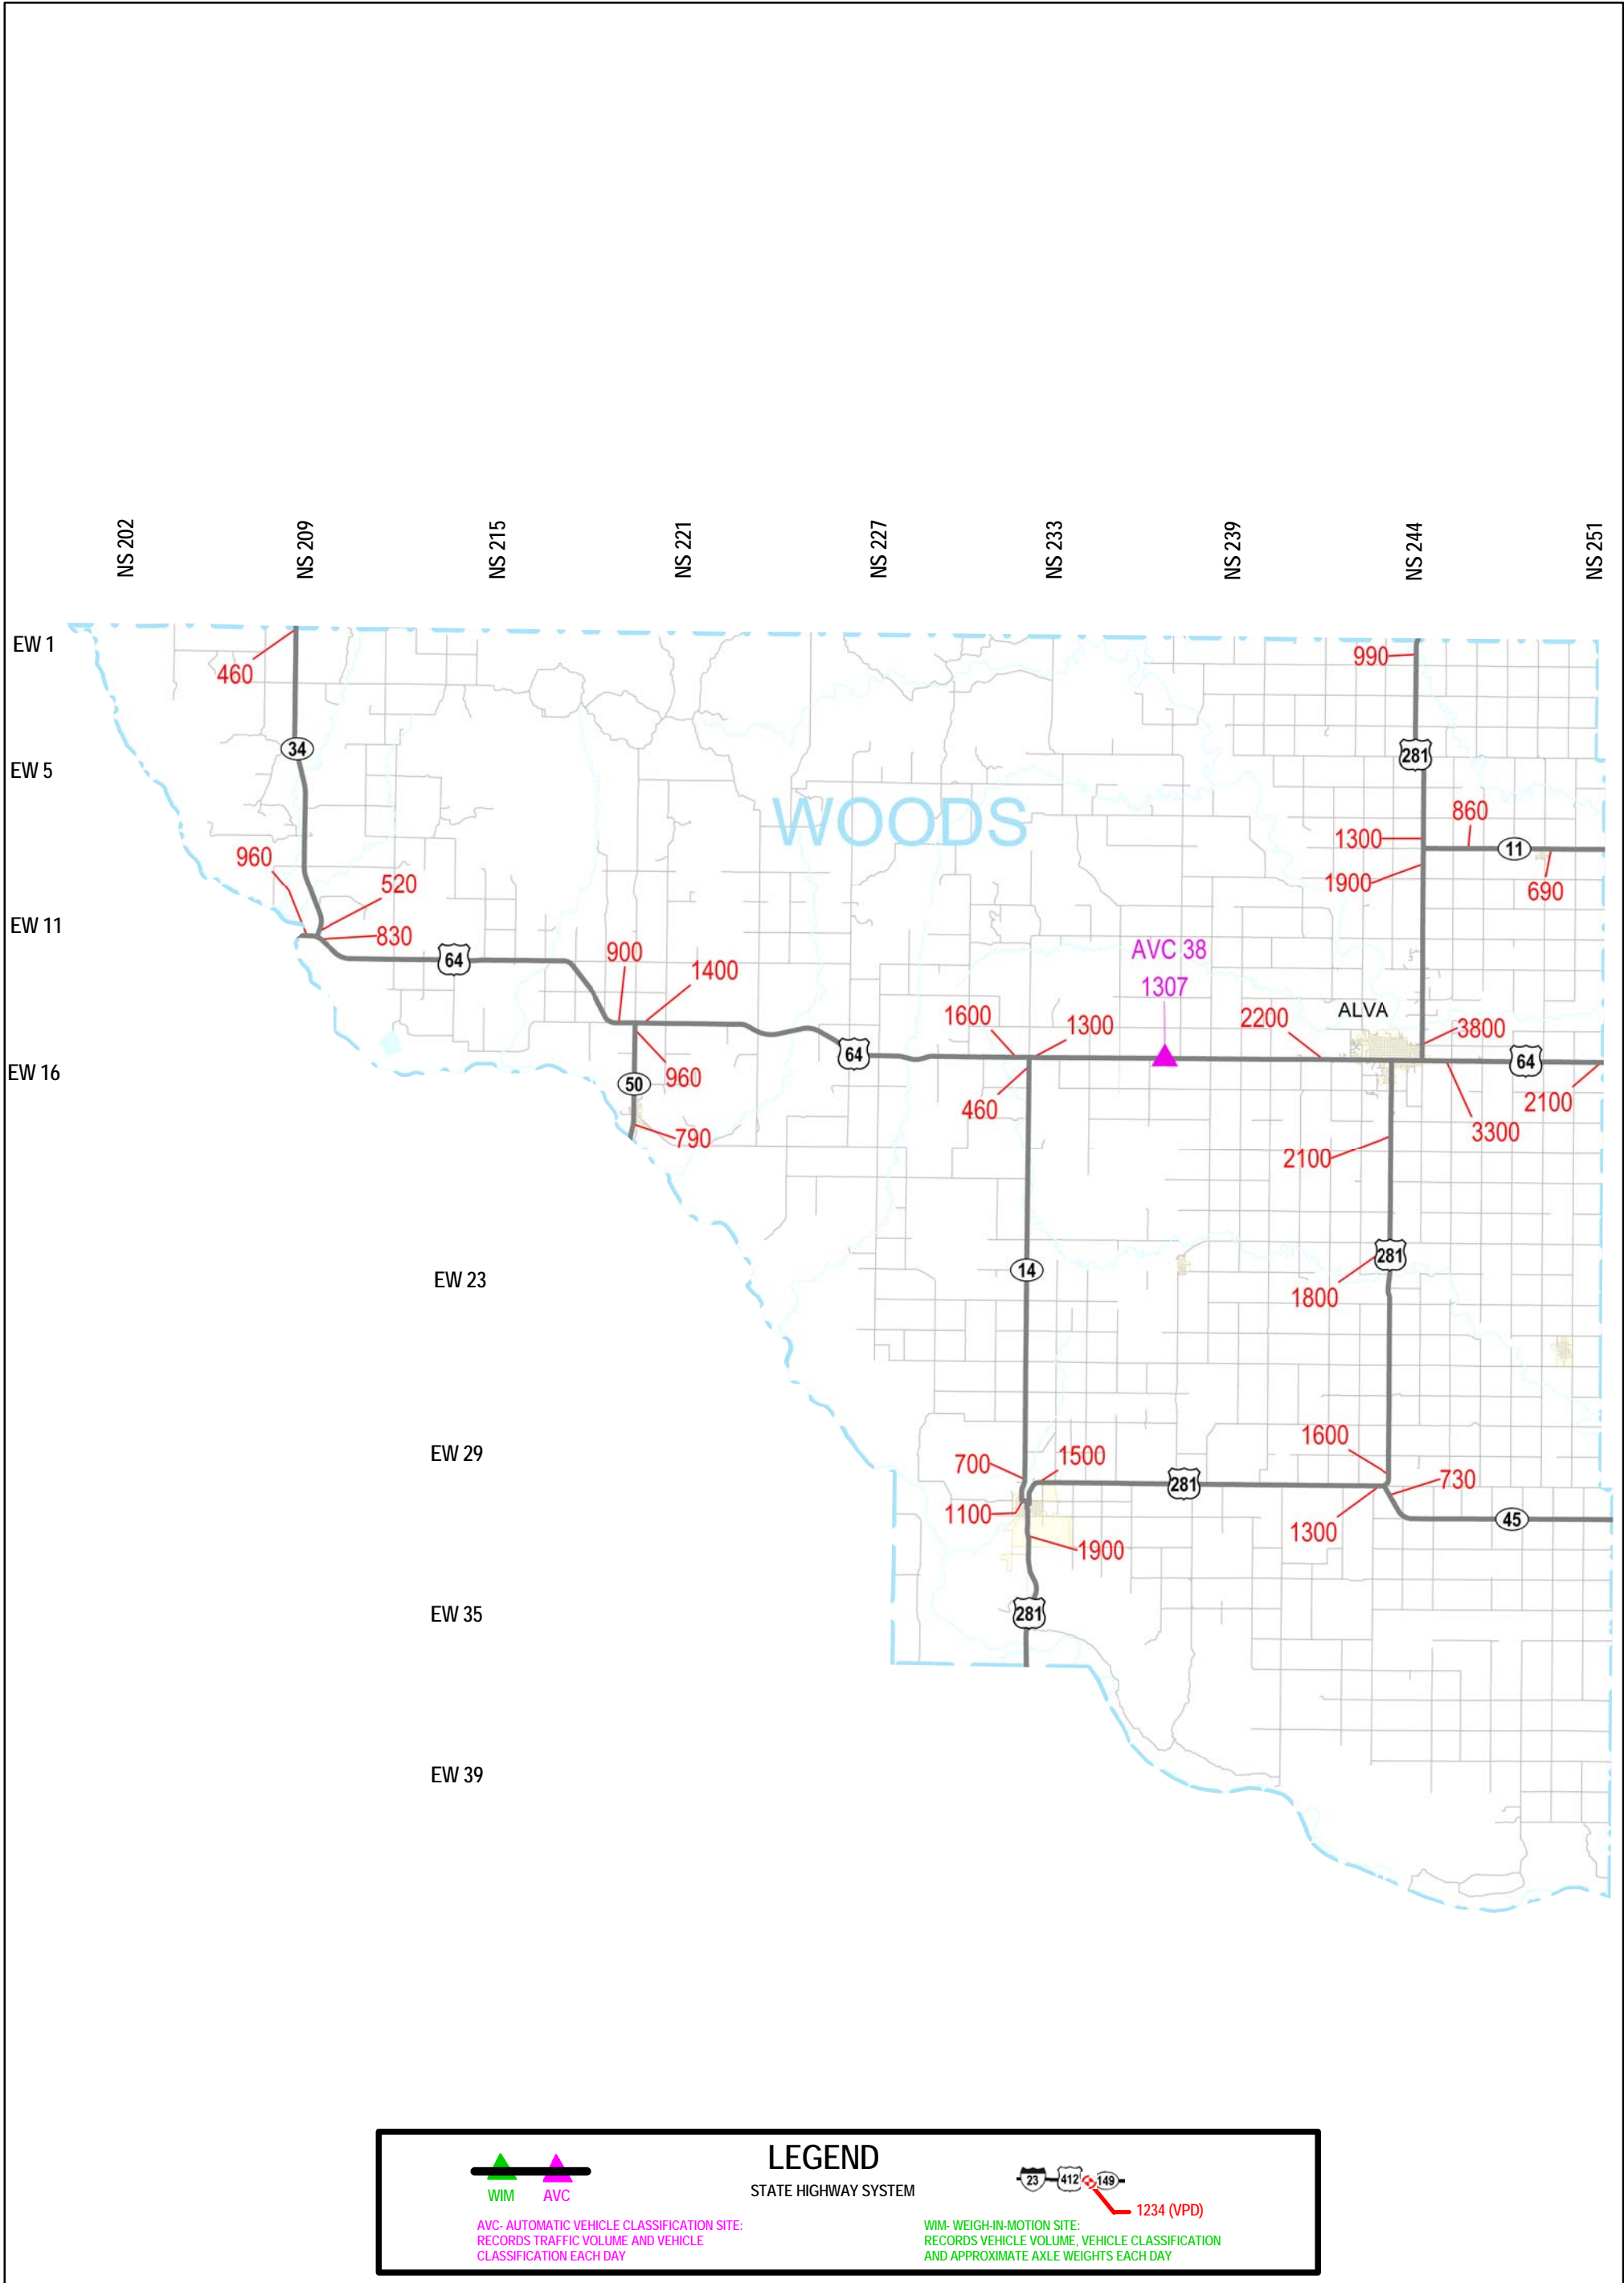 NS 202
NS 209
NS 215
NS 221
NS 227
NS 233
NS 239
NS 244
NS 251
EW 1
460
990
34
281
EW 5
WOODS
860
1300
11
960
1900
690
520
EW 11
830
AVC 38
64
900
1400
1307
ALVA
1600
1300
2200
3800
64
64
EW 16
960
50
460
2100
3300
790
2100
281
14
EW 23
1800
1600
EW 29
700
1500
281
730
1100
1300
45
1900
EW 35
281
EW 39
LEGEND
STATE HIGHWAY SYSTEM
WIM
AVC
23
412
149
1234 (VPD)
AVC- AUTOMATIC VEHICLE CLASSIFICATION SITE:
RECORDS TRAFFIC VOLUME AND VEHICLE
CLASSIFICATION EACH DAY
WIM- WEIGH-IN-MOTION SITE:
RECORDS VEHICLE VOLUME, VEHICLE CLASSIFICATION
AND APPROXIMATE AXLE WEIGHTS EACH DAY